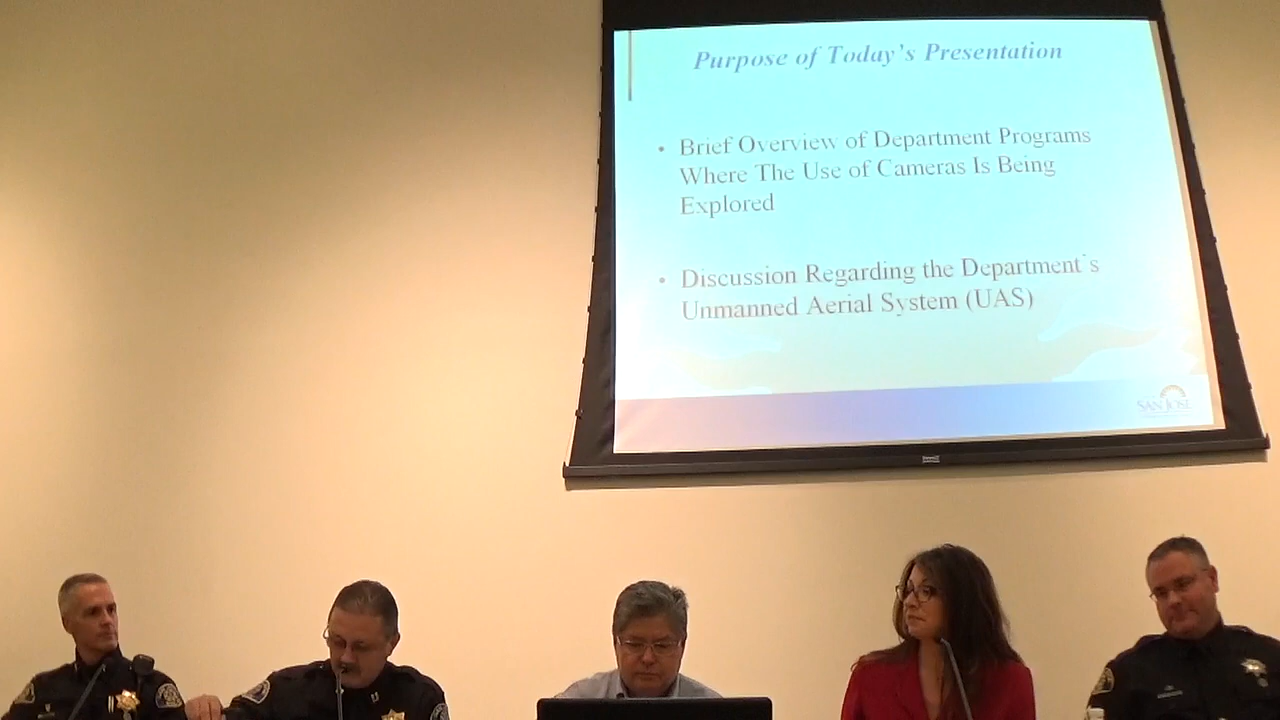 Purpose of Today's Presentation
• Brief Overview of Department Programs
Where The Use of Cameras Is Being
Explored
• Discussion Regarding the Department's
Unmanned Aerial System (UAS)
SAN JOSE